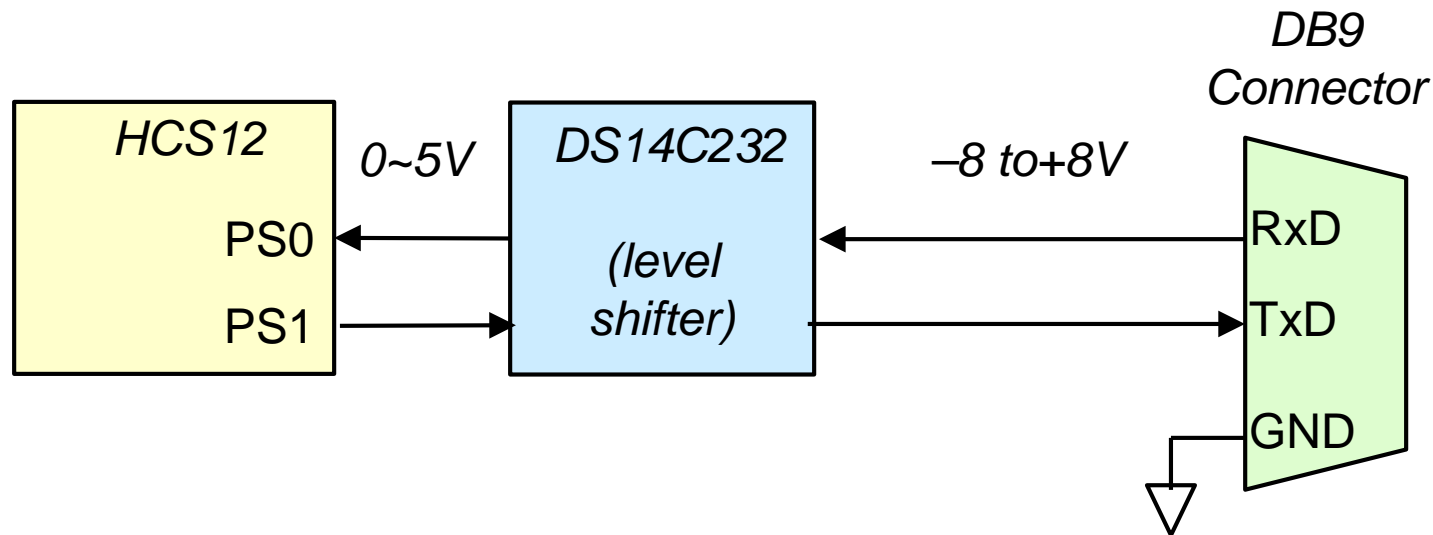 DB9
Connector
HCS12
0~5V
DS14C232
–8 to+8V
PS0
(level
shifter)
RxD
PS1
TxD
GND